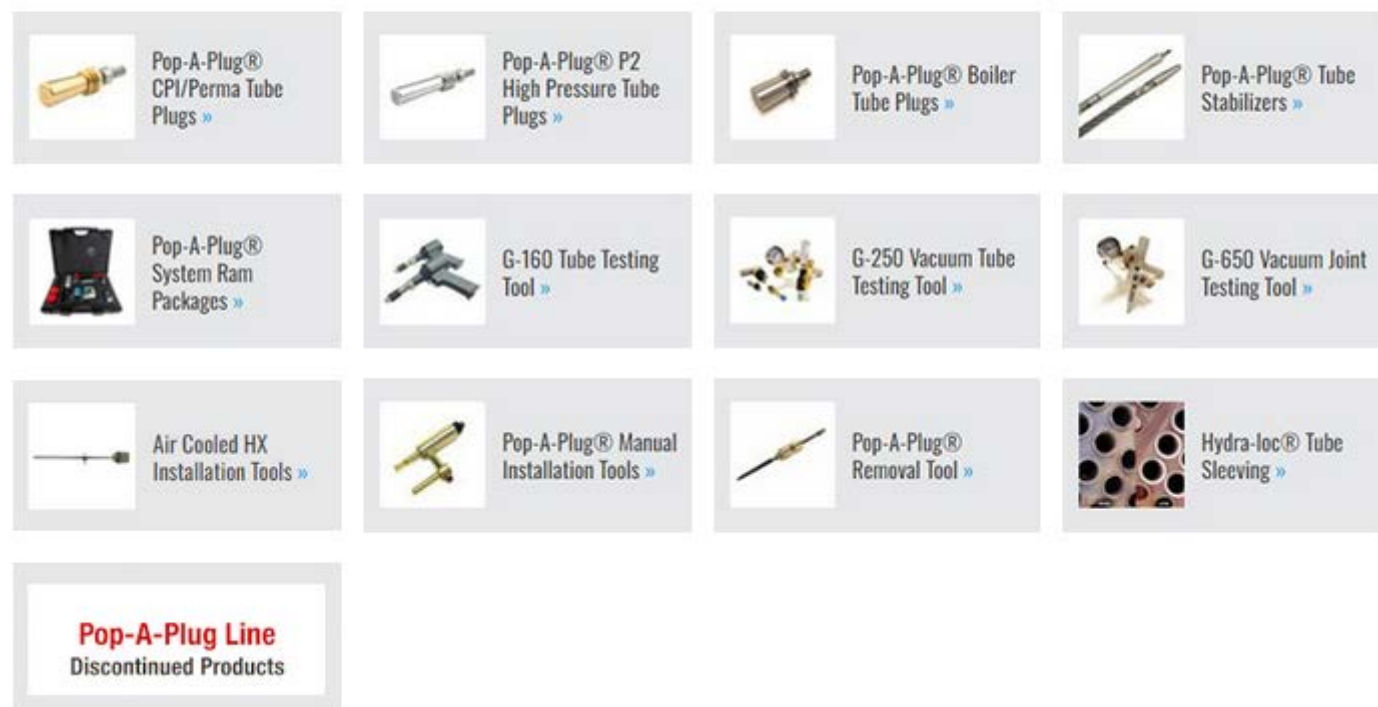 Pop-A-Plug®
CPI/Perma Tube
Plugs »
Pop-A-Plug® P2
High Pressure Tube
Plugs »
Pop-A-Plug® Boiler
Tube Plugs »
Pop-A-Plug® Tube
Stabilizers »
Pop-A-Plug®
System Ram
Packages »
G-160 Tube Testing
Tool »
G-250 Vacuum Tube
Testing Tool »
G-650 Vacuum Joint
Testing Tool »
Air Cooled HX
Installation Tools »
Pop-A-Plug® Manual
Installation Tools »
Pop-A-Plug®
Removal Tool »
Hydra-loc® Tube
Sleeving »
Pop-A-Plug Line
Discontinued Products